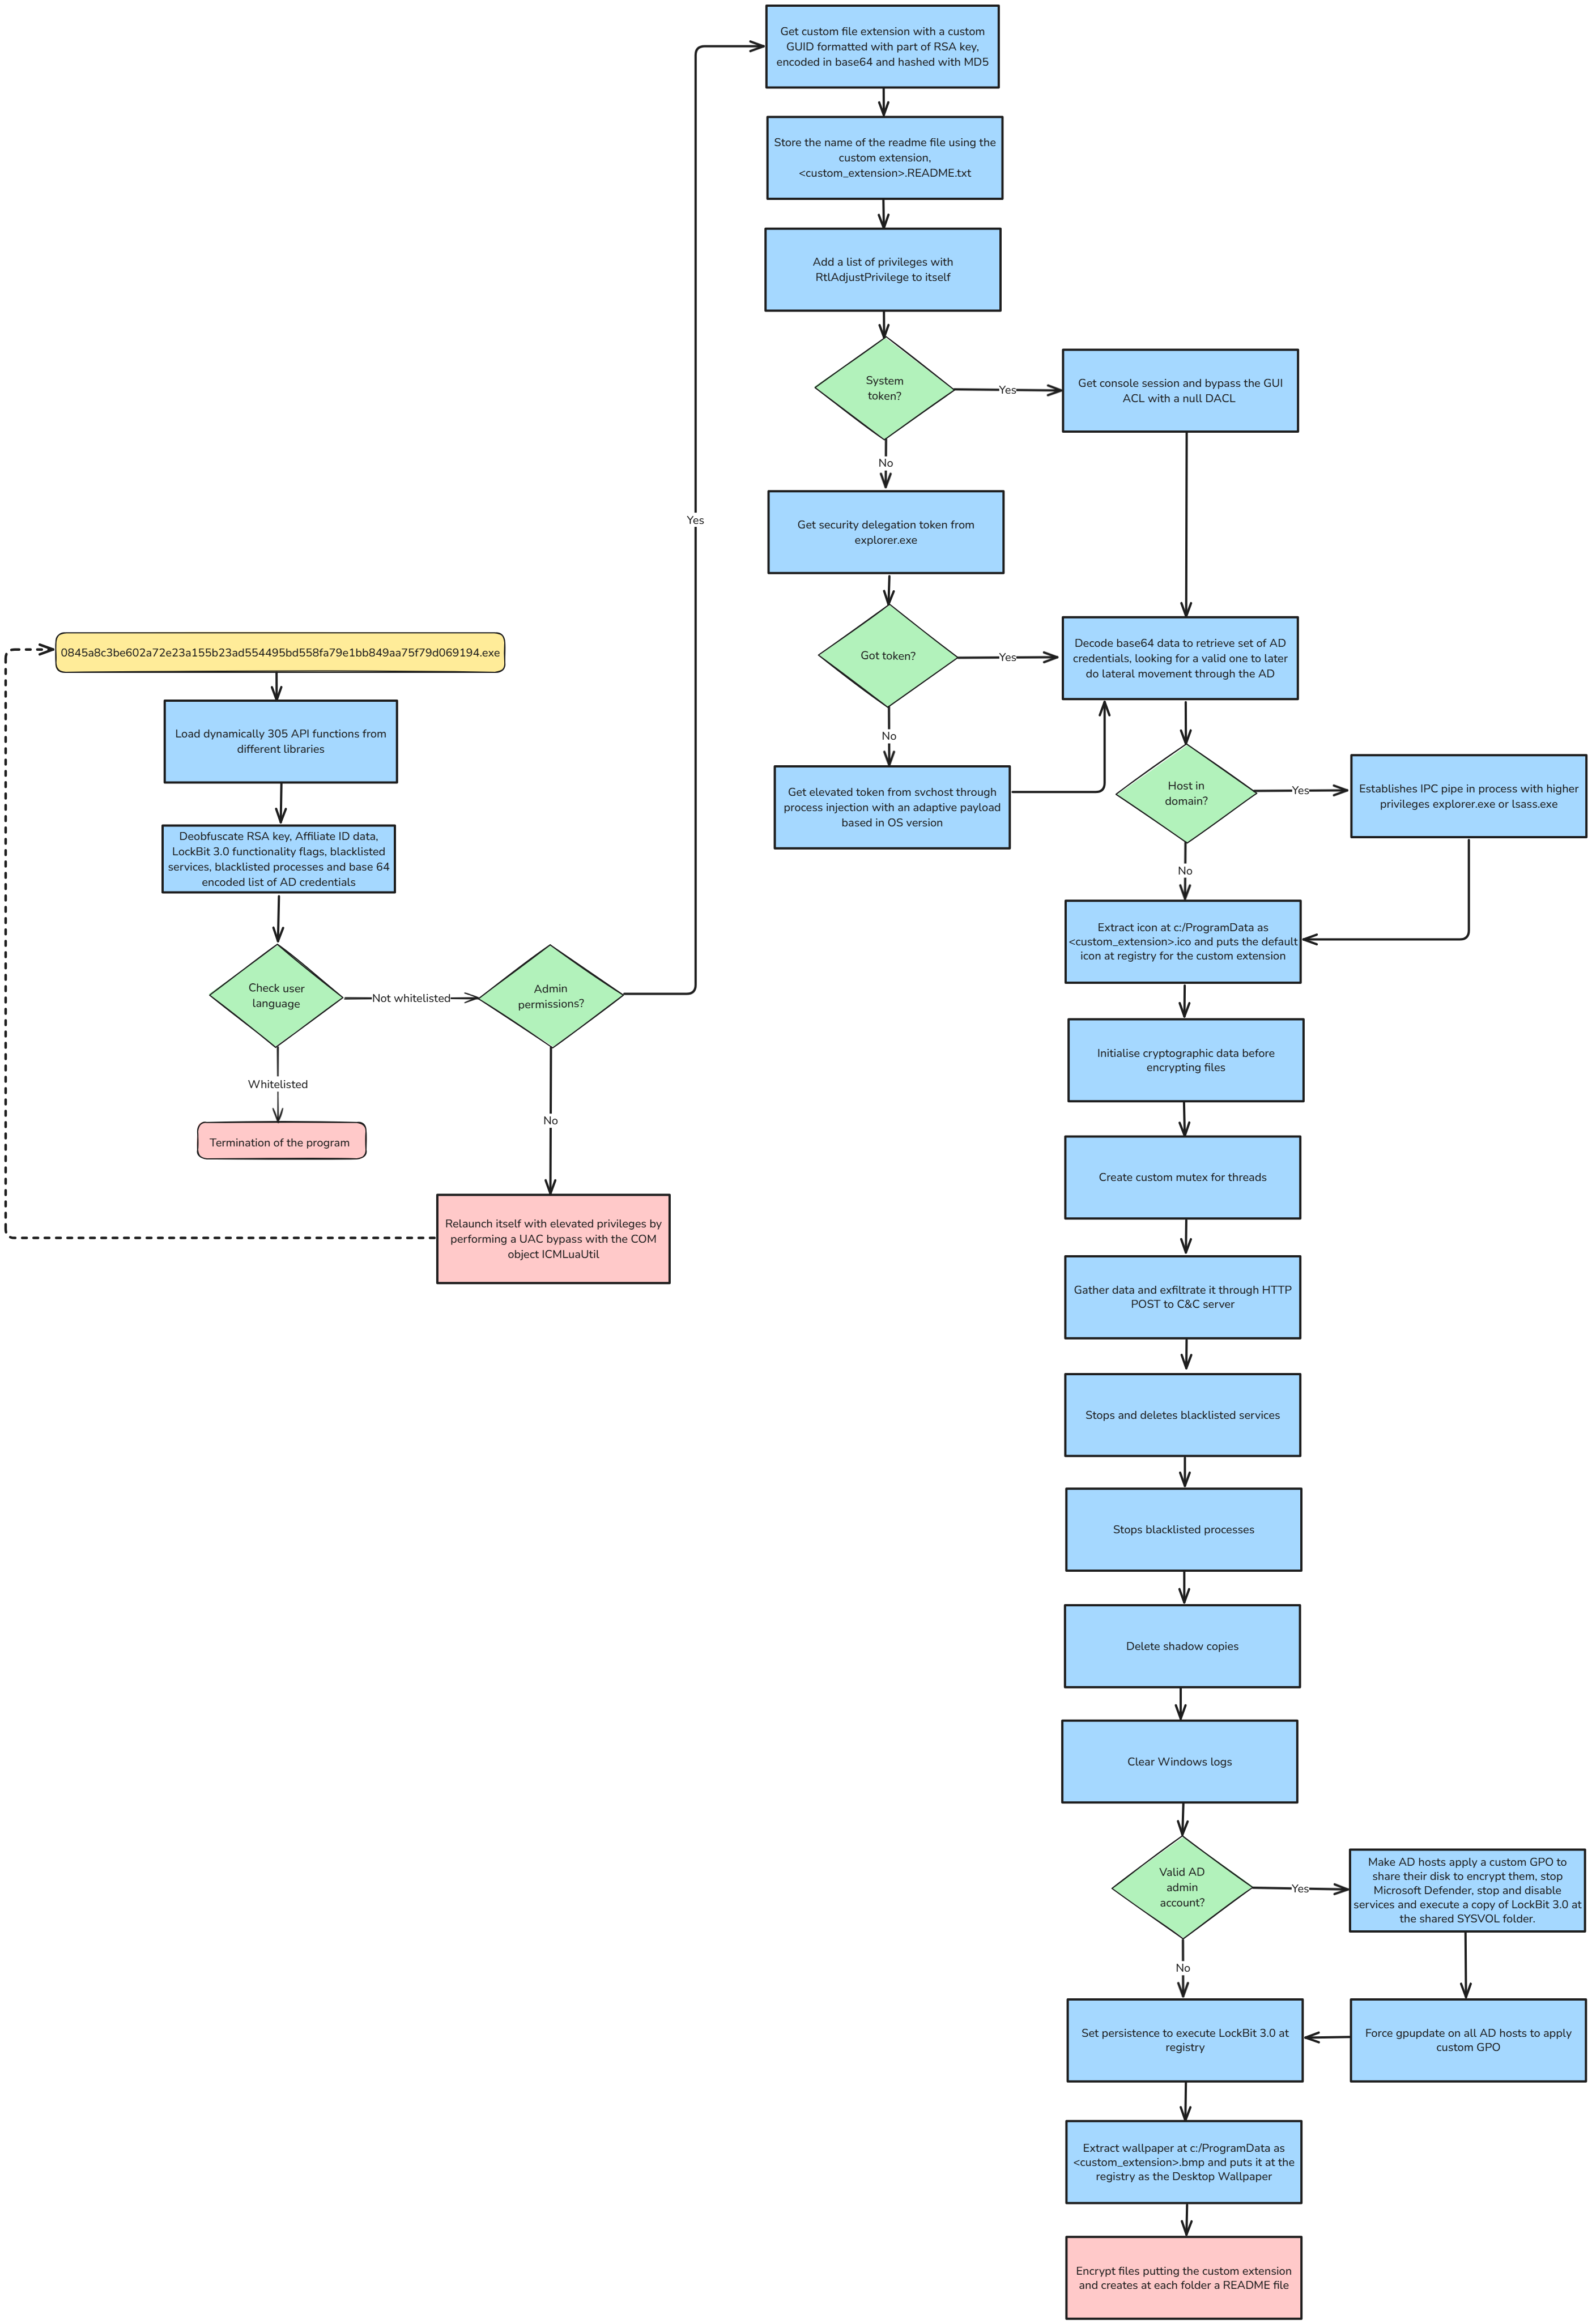 Get custom file extension with a custom
GUID formatted with part of RSA key,
encoded in base64 and hashed with MD5
Store the name of the readme file using the
custom extension,
<custom_extension>.README.txt
Add a list of privileges with
RtlAdjustPrivilege to itself
System
token?
Yes
Get console session and bypass the GUI
ACL with a null DACL
No
Get security delegation token from
explorer.exe
Yes
Got token?
Yes
Decode base64 data to retrieve set of AD
credentials, looking for a valid one to later
do lateral movement through the AD
No
Get elevated token from svchost through
process injection with an adaptive payload
based in OS version
Host in
domain?
Yes
Establishes IPC pipe in process with higher
privileges explorer.exe or lsass.exe
No
0845a8c3be602a72e23a155b23ad554495bd558fa79e1bb849aa75f79d069194.exe
Load dynamically 305 API functions from
different libraries
Deobfuscate RSA key, Affiliate ID data,
LockBit 3.0 functionality flags, blacklisted
services, blacklisted processes and base 64
encoded list of AD credentials
Check user
language
Not whitelisted
Admin
permissions?
Whitelisted
Termination of the program
No
Relaunch itself with elevated privileges by
performing a UAC bypass with the COM
object ICMLuaUtil
Extract icon at c:/ProgramData as
<custom_extension>.ico and puts the default
icon at registry for the custom extension
Initialise cryptographic data before
encrypting files
Create custom mutex for threads
Gather data and exfiltrate it through HTTP
POST to C&C server
Stops and deletes blacklisted services
Stops blacklisted processes
Delete shadow copies
Clear Windows logs
Valid AD
admin
account?
Yes
Make AD hosts apply a custom GPO to
share their disk to encrypt them, stop
Microsoft Defender, stop and disable
services and execute a copy of LockBit 3.0 at
the shared SYSVOL folder.
No
Set persistence to execute LockBit 3.0 at
registry
Force gpupdate on all AD hosts to apply
custom GPO
Extract wallpaper at c:/ProgramData as
<custom_extension>.bmp and puts it at the
registry as the Desktop Wallpaper
Encrypt files putting the custom extension
and creates at each folder a README file